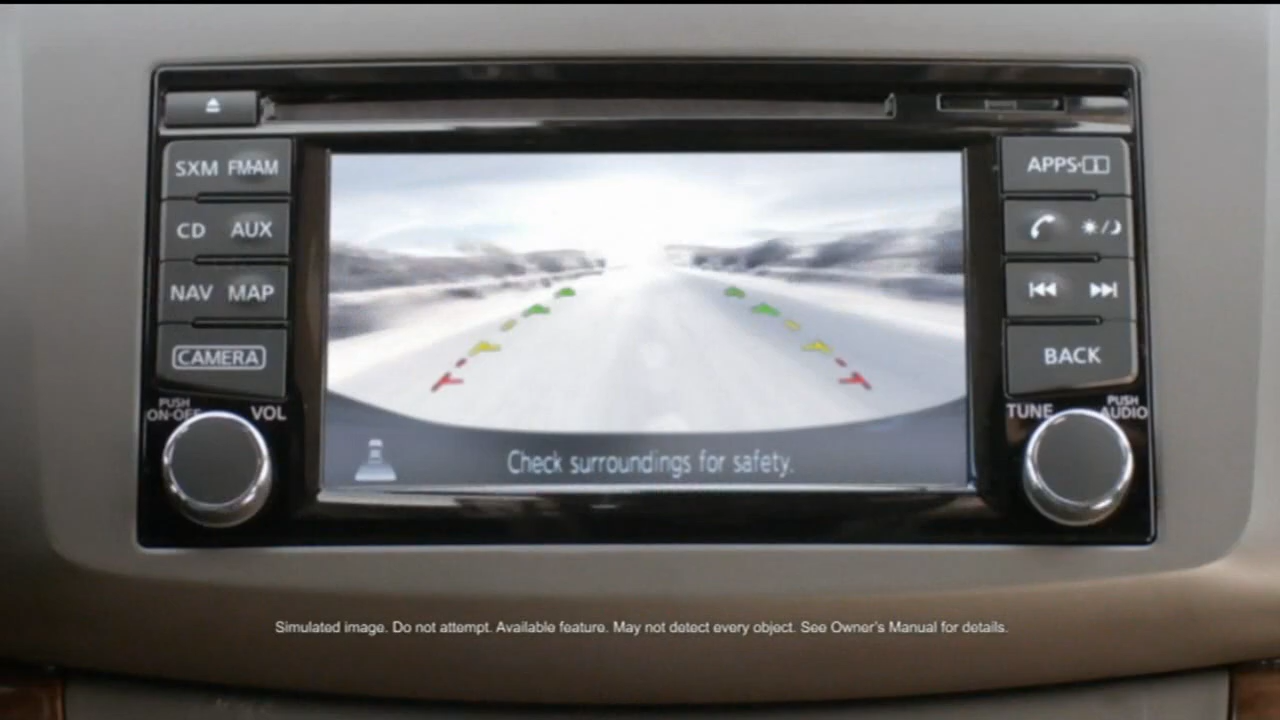 SXM FM·AM
CD AUX
NAV MAP
CAMERA
PUSH
ON·OFF
VOL
APPS·
BACK
TUNE
PUSH
AUDIO
Check surroundings for safety.
Simulated image. Do not attempt. Available feature. May not detect every object. See Owner's Manual for details.